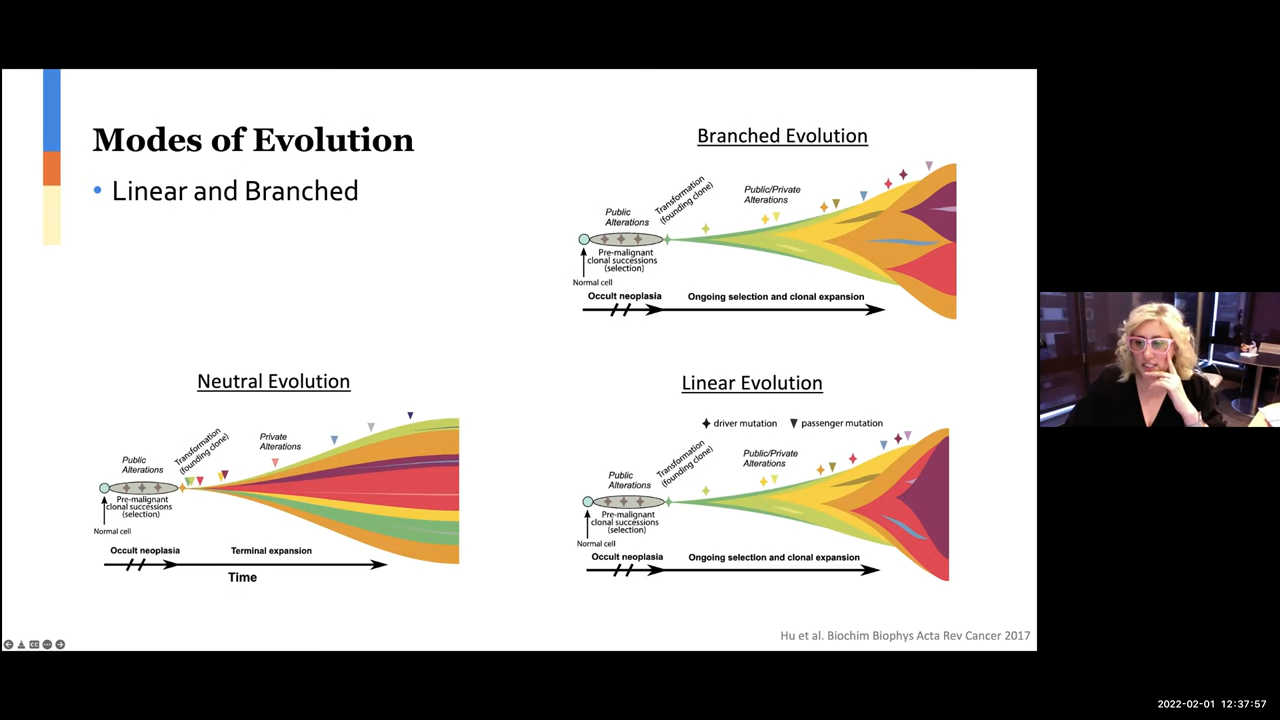 Modes of Evolution
• Linear and Branched
Branched Evolution
Public
Alterations
Transformation
(founding clone)
Public/Private
Alterations
Pre-malignant
clonal successions
(selection)
Normal cell
Occult neoplasia
Ongoing selection and clonal expansion
Neutral Evolution
Public
Alterations
Transformation
(founding clone)
Private
Alterations
Pre-malignant
clonal successions
(selection)
Normal cell
Occult neoplasia
Terminal expansion
Time
Linear Evolution
driver mutation
passenger mutation
Public
Alterations
Transformation
(founding clone)
Public/Private
Alterations
Pre-malignant
clonal successions
(selection)
Normal cell
Occult neoplasia
Ongoing selection and clonal expansion
Hu et al. Biochim Biophys Acta Rev Cancer 2017
2022-02-01 12:37:57